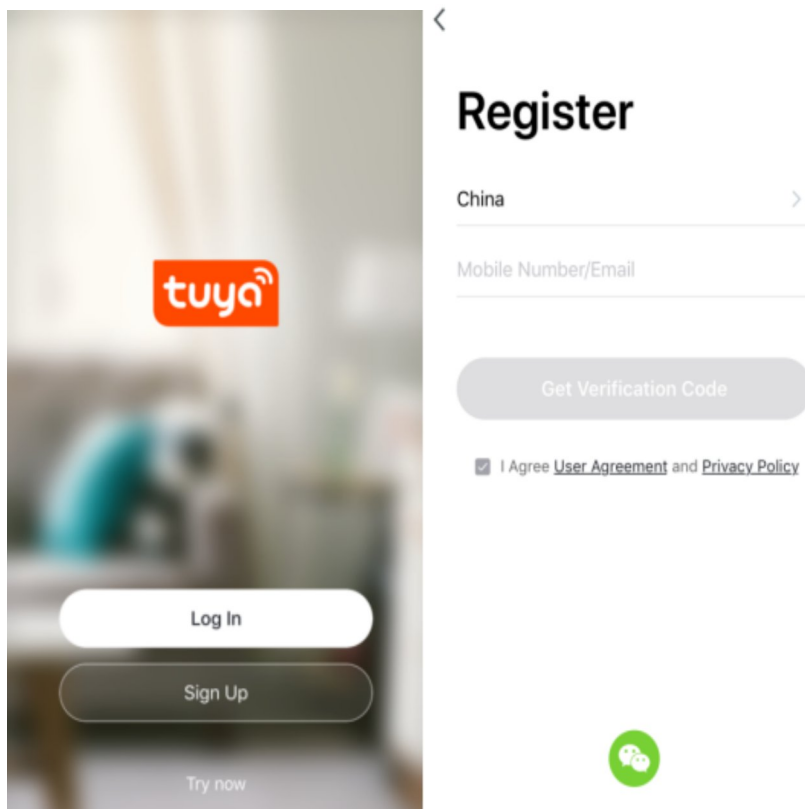 tuya
Log In
Sign Up
Try now
Register
China
Mobile Number/Email
Get Verification Code
I Agree User Agreement and Privacy Policy